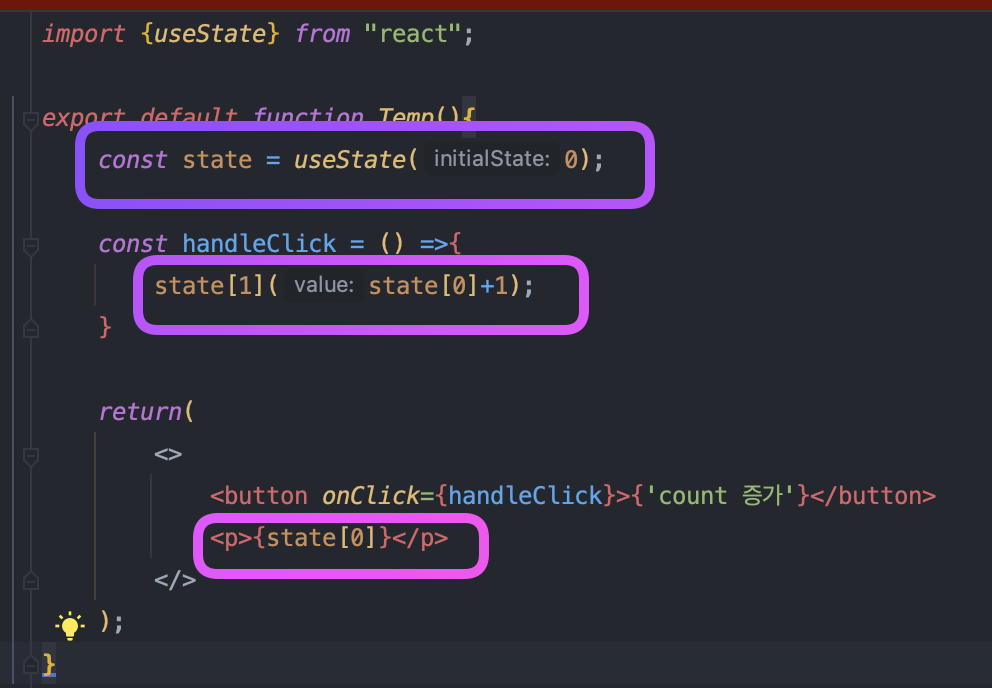 import {useState} from "react";
export default function Temp(){
const state = useState( initialState: 0);
const handleClick = () =>{
state[1]( value: state[0]+1);
}
return(
<>
<button onClick={handleClick}>{'count 증가'}</button>
<p>{state[0]}</p>
</>
);
}